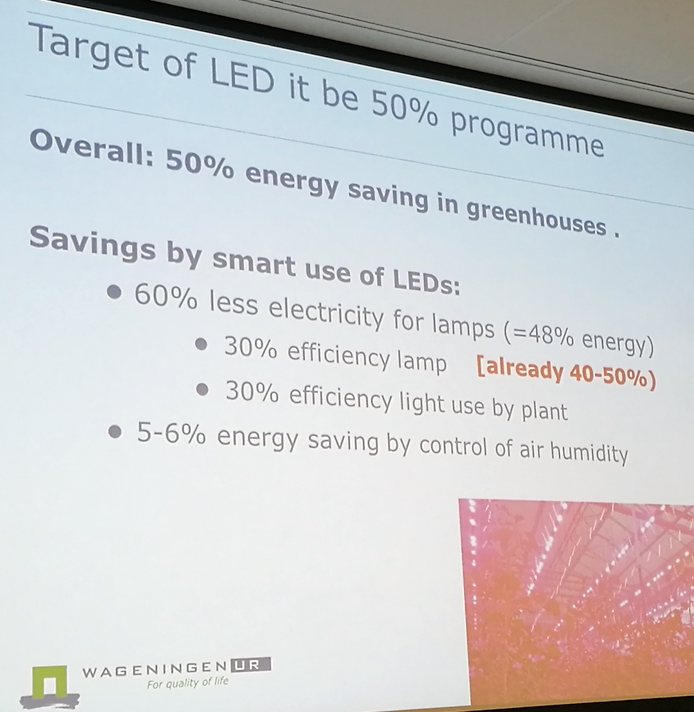 Target of LED it be 50% programme
Overall: 50% energy saving in greenhouses .
Savings by smart use of LEDs:
● 60% less electricity for lamps (=48% energy)
● 30% efficiency lamp [already 40-50%)
● 30% efficiency light use by plant
● 5-6% energy saving by control of air humidity
WAGENINGEN UR
For quality of life